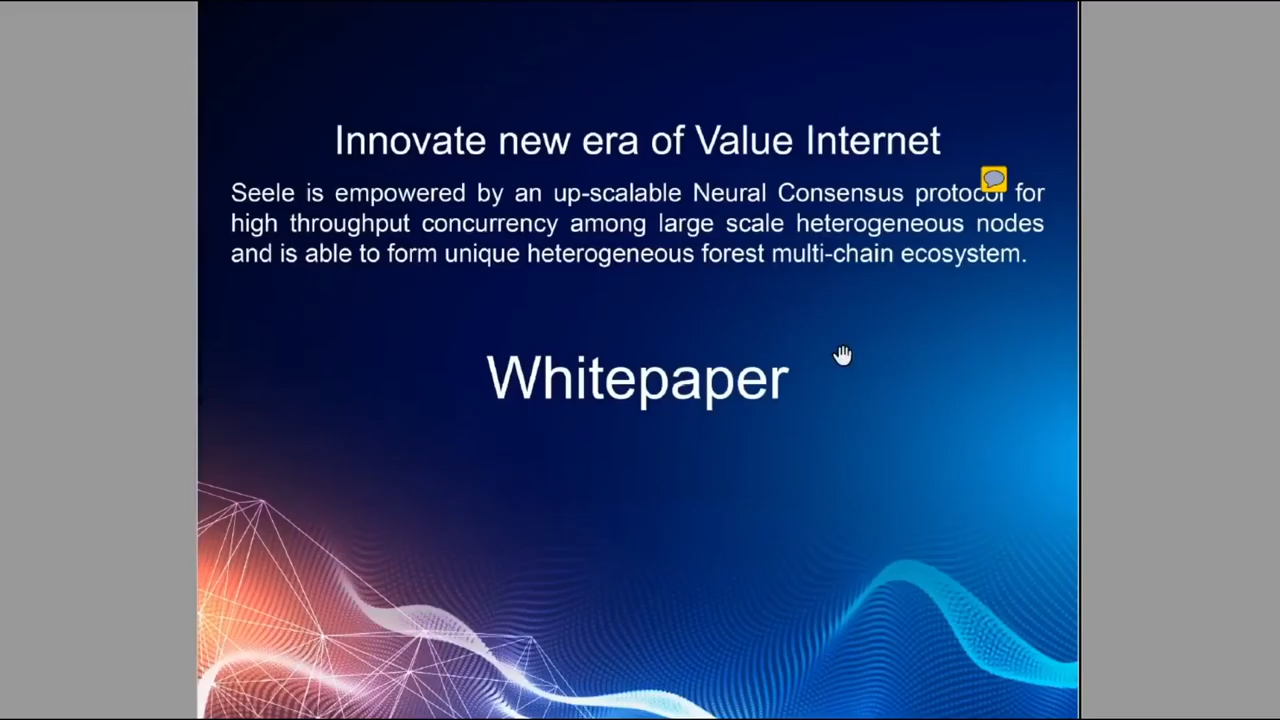 Innovate new era of Value Internet
Seele is empowered by an up-scalable Neural Consensus protocol for
high throughput concurrency among large scale heterogeneous nodes
and is able to form unique heterogeneous forest multi-chain ecosystem.
Whitepaper